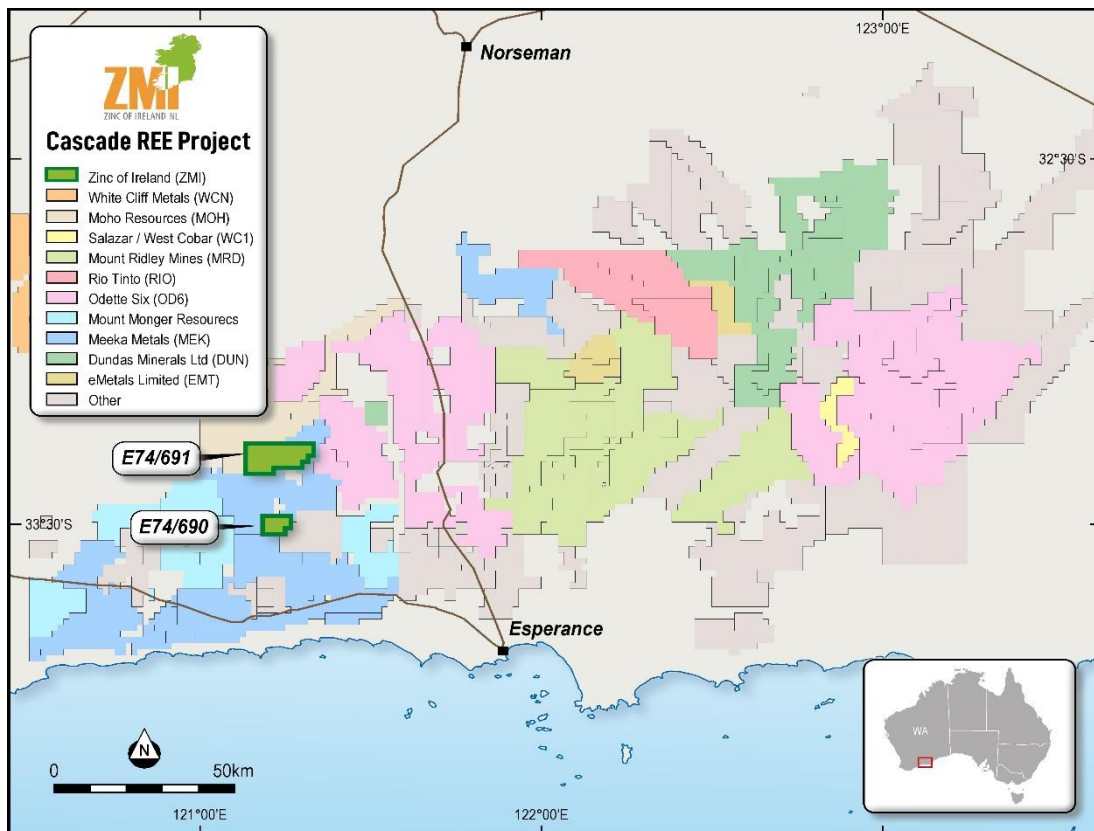 ZMI
ZINC OF IRELAND NL
Cascade REE Project
Zinc of Ireland (ZMI)
White Cliff Metals (WCN)
Moho Resources (MOH)
Salazar / West Cobar (WC1)
Mount Ridley Mines (MRD)
Rio Tinto (RIO)
Odette Six (OD6)
Mount Monger Resourecs
Meeka Metals (MEK)
Dundas Minerals Ltd (DUN)
eMetals Limited (EMT)
Other
123°00'E
Norseman
32°30'S
E74/691
E74/690
33°30'S
Esperance
N
0 50km
121°00'E
122°00'E
WA